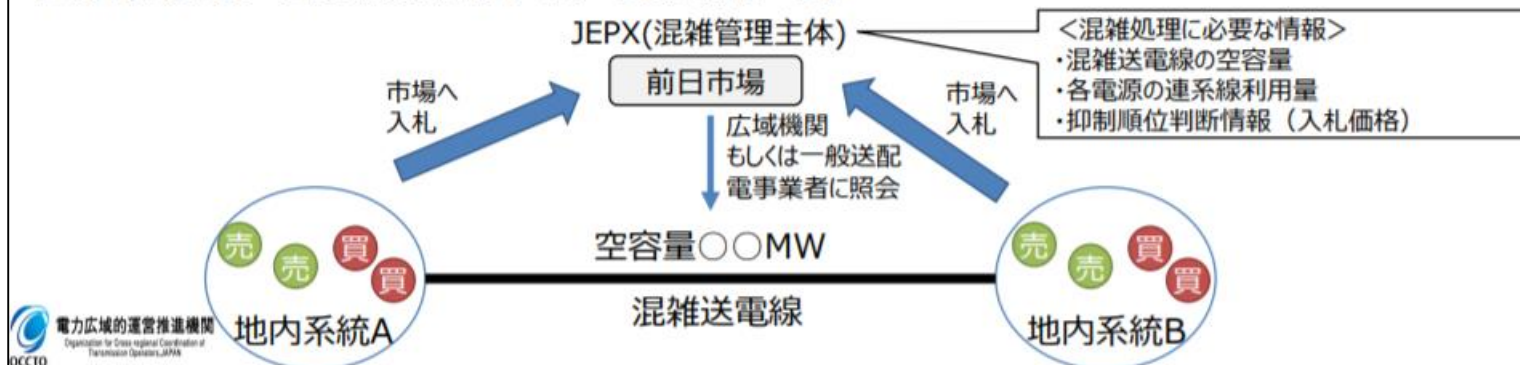 JEPX(混雑管理主体)
前日市場
市場へ
入札
広域機関
もしくは一般送配
電事業者に照会
市場へ
入札
<混雑処理に必要な情報>
・混雑送電線の空容量
・各電源の連系線利用量
・抑制順位判断情報（入札価格）
売
売
買
買
空容量○○MW
混雑送電線
売
売
買
買
地内系統A
地内系統B
電力広域的運営推進機関
Organization for Cross-regional Coordination of
Transmission Operators,JAPAN
OCCTO